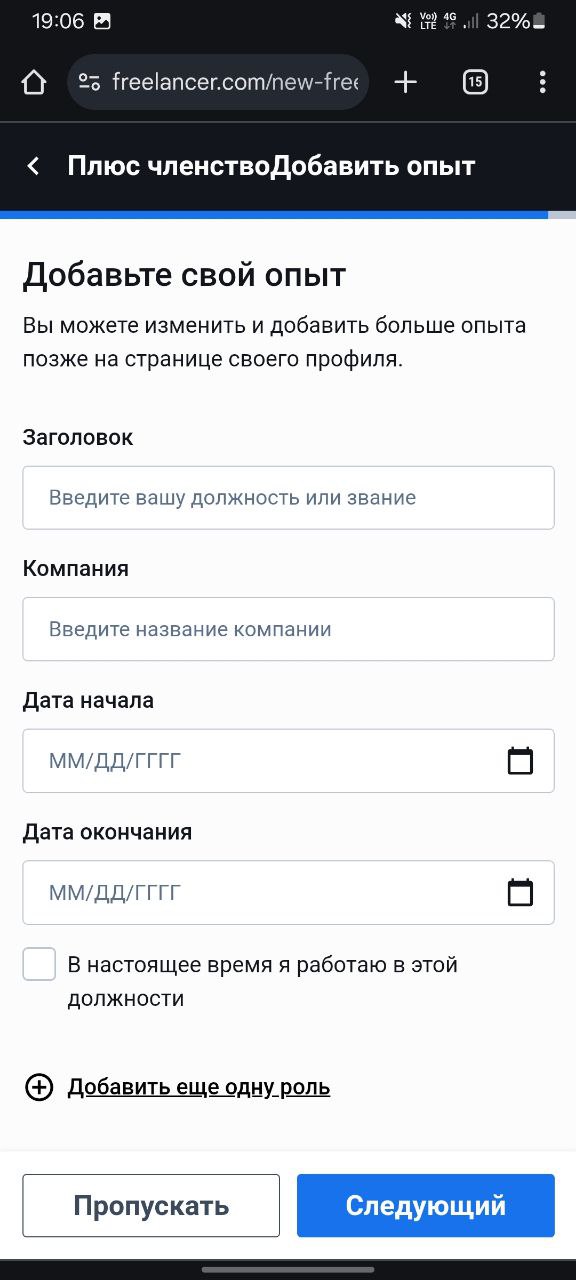 19:06 Vo)) LTE 4G 32%
freelancer.com/new-free 15
Плюс членствоДобавить опыт
Добавьте свой опыт
Вы можете изменить и добавить больше опыта
позже на странице своего профиля.
Заголовок
Введите вашу должность или звание
Компания
Введите название компании
Дата начала
ММ/ДД/ГГГГ
Дата окончания
ММ/ДД/ГГГГ
В настоящее время я работаю в этой
должности
Добавить еще одну роль
Пропускать Следующий